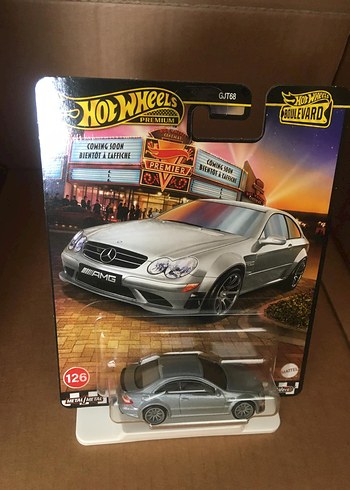 HOT WHEELS
PREMIUM
GJT68
HOT WHEELS
BOULEVARD
COMING SOON
BIENTÔT À L'AFFICHE
PREMIER
COMING SOON
BIENTÔT À L'AFFICHE
AMG
126
METAL/METAL
MATTEL